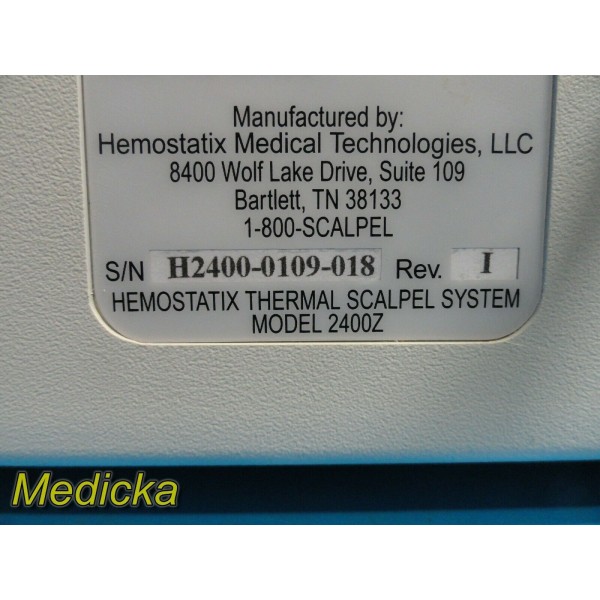 Manufactured by:
Hemostatix Medical Technologies, LLC
8400 Wolf Lake Drive, Suite 109
Bartlett, TN 38133
1-800-SCALPEL
S/N H2400-0109-018 Rev. I
HEMOSTATIX THERMAL SCALPEL SYSTEM
MODEL 2400Z
Medicka